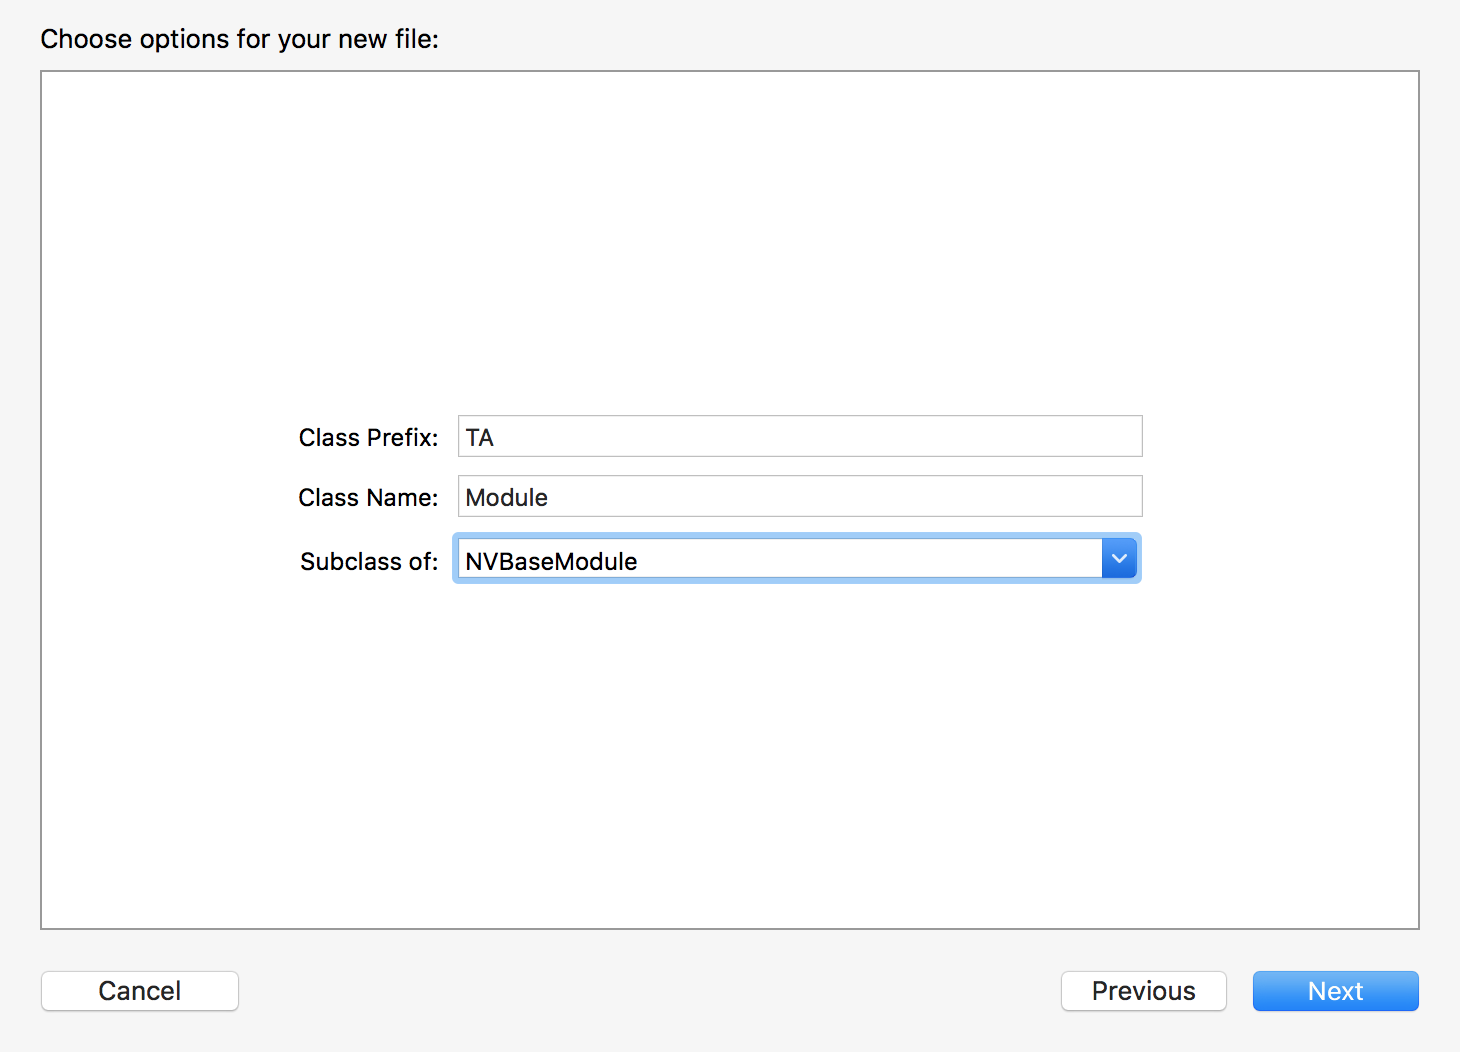 Choose options for your new file:
Class Prefix: TA
Class Name: Module
Subclass of: NVBaseModule
Cancel Previous Next